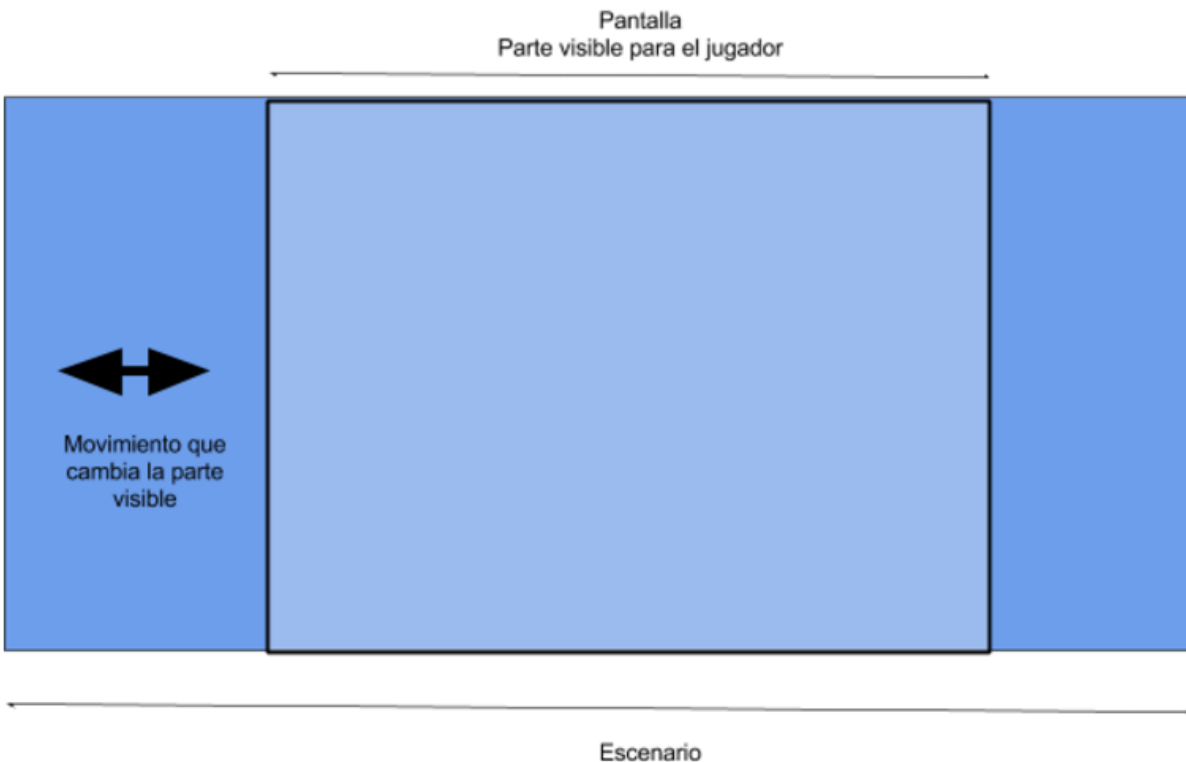 Pantalla
Parte visible para el jugador
Movimiento que
cambia la parte
visible
Escenario